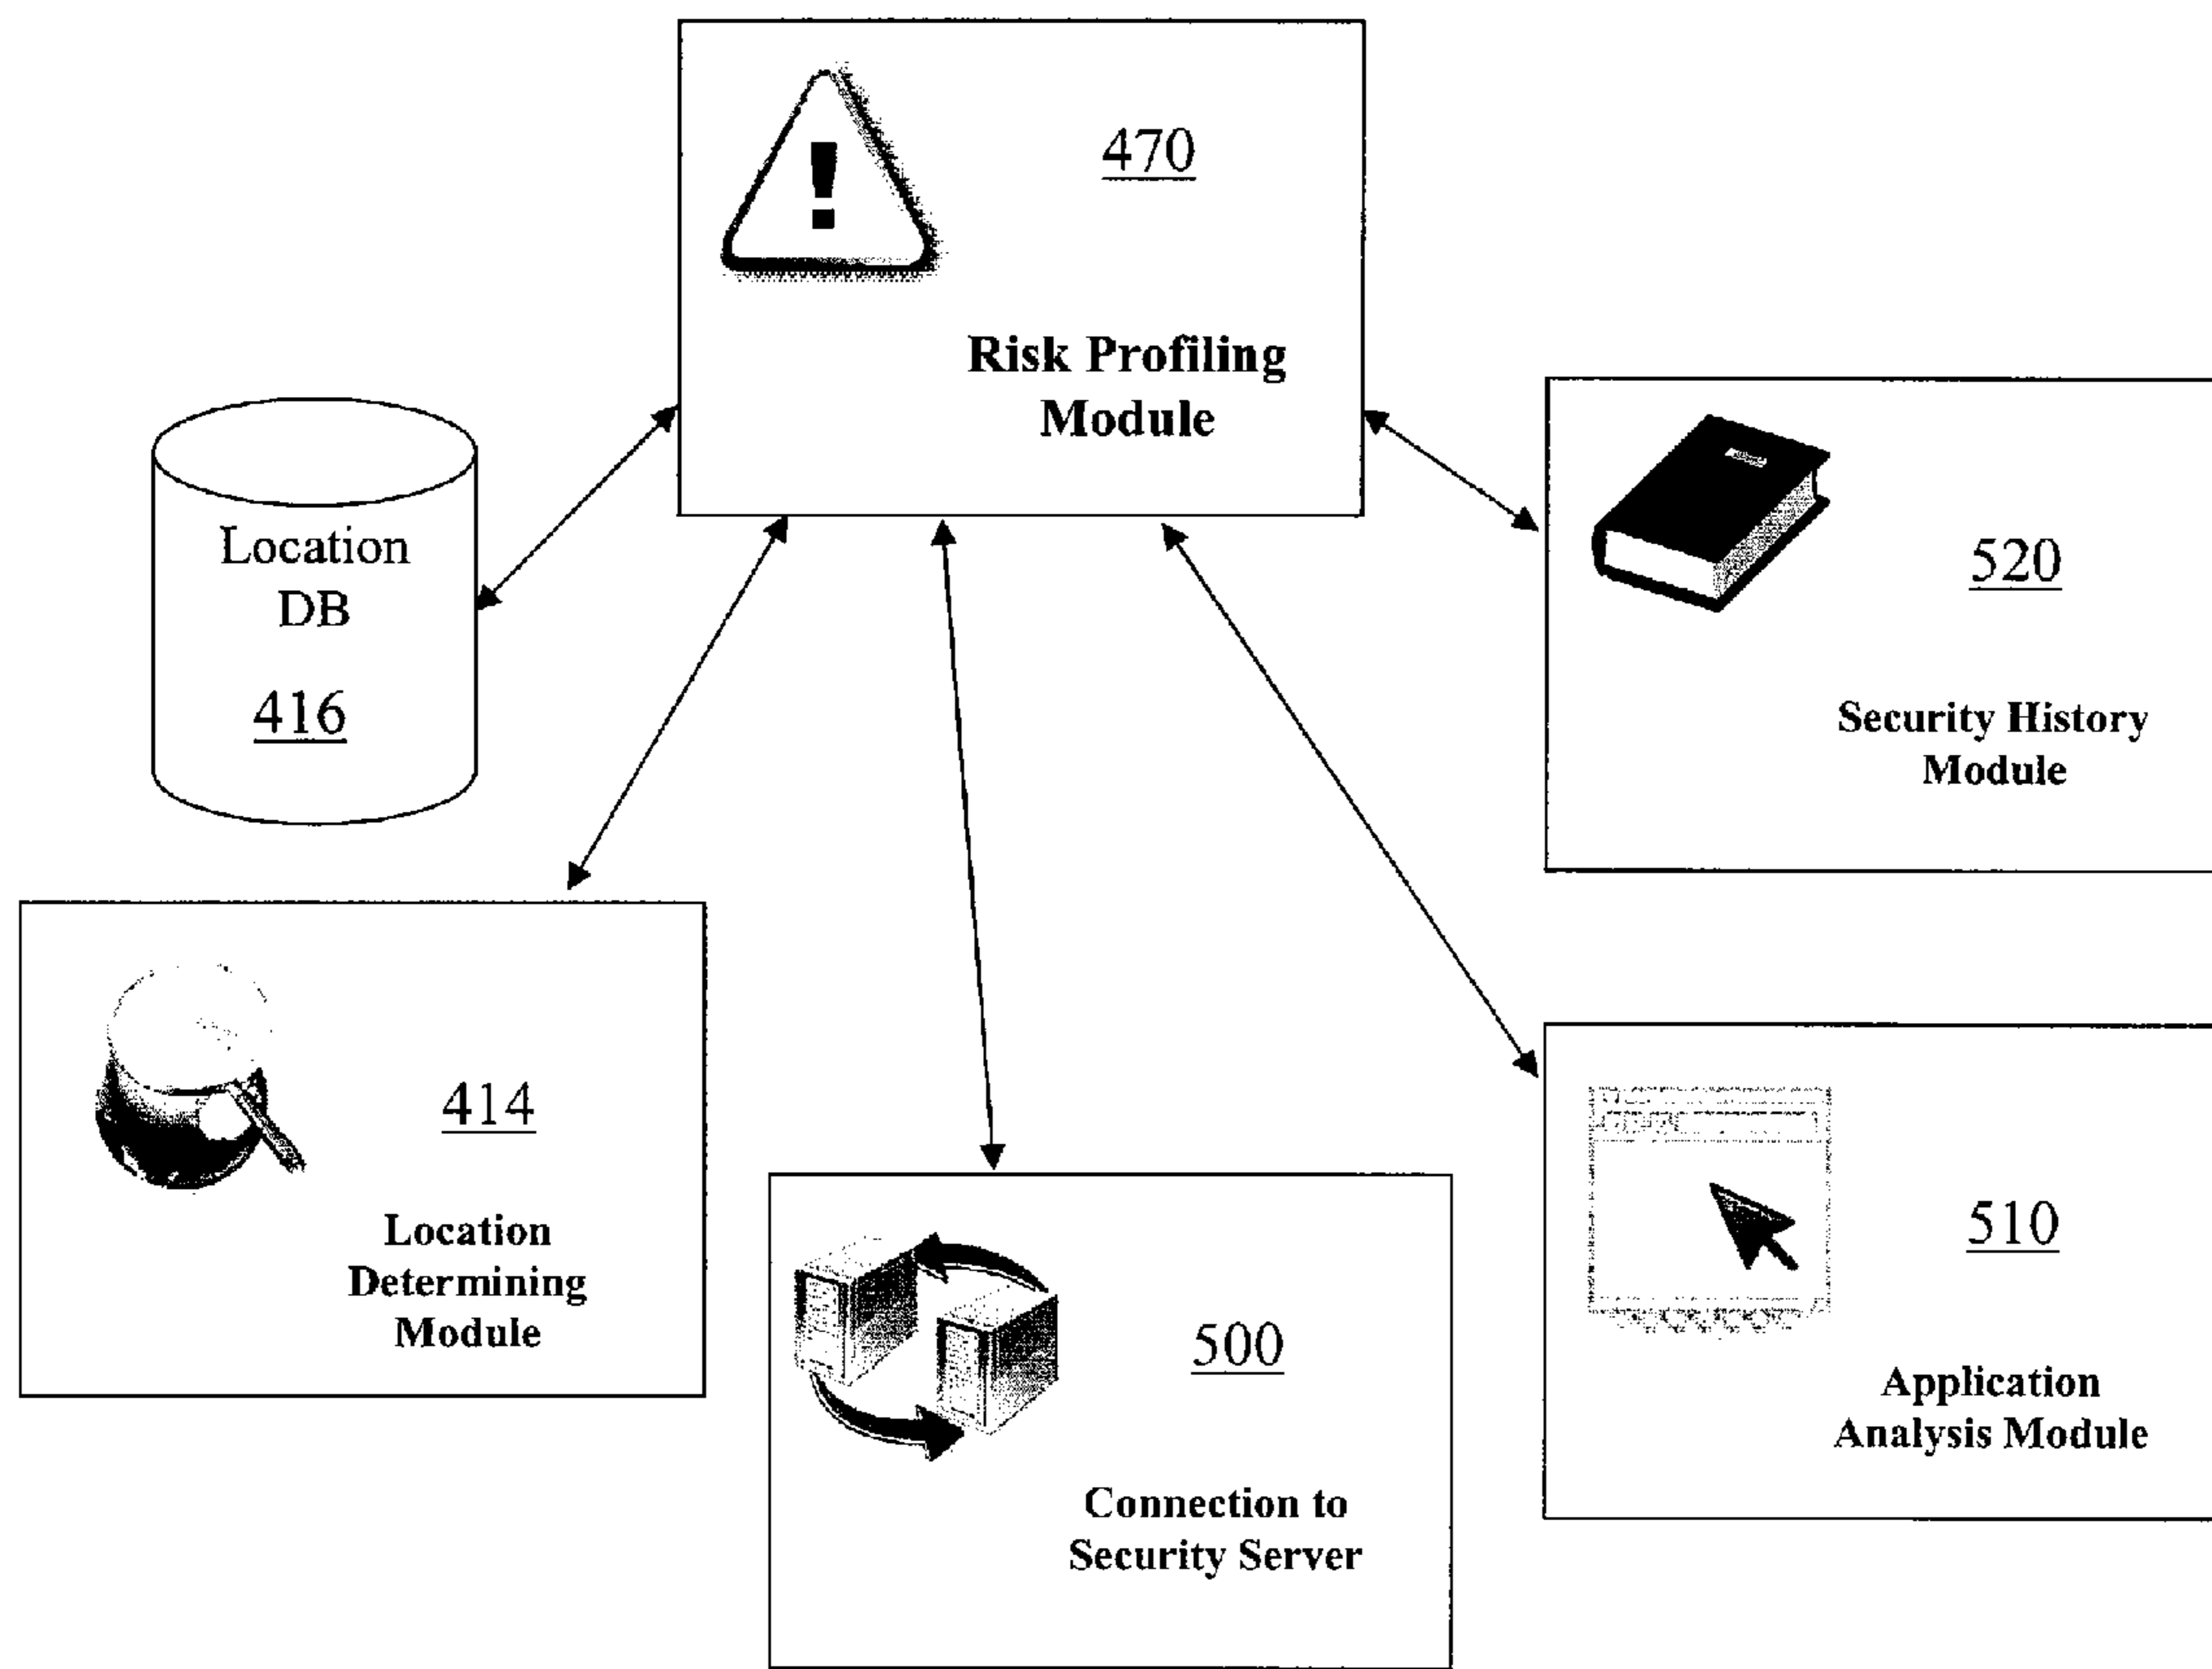 470
Risk Profiling
Module
Location
DB
416
520
Security History
Module
414
Location
Determining
Module
500
Connection to
Security Server
510
Application
Analysis Module